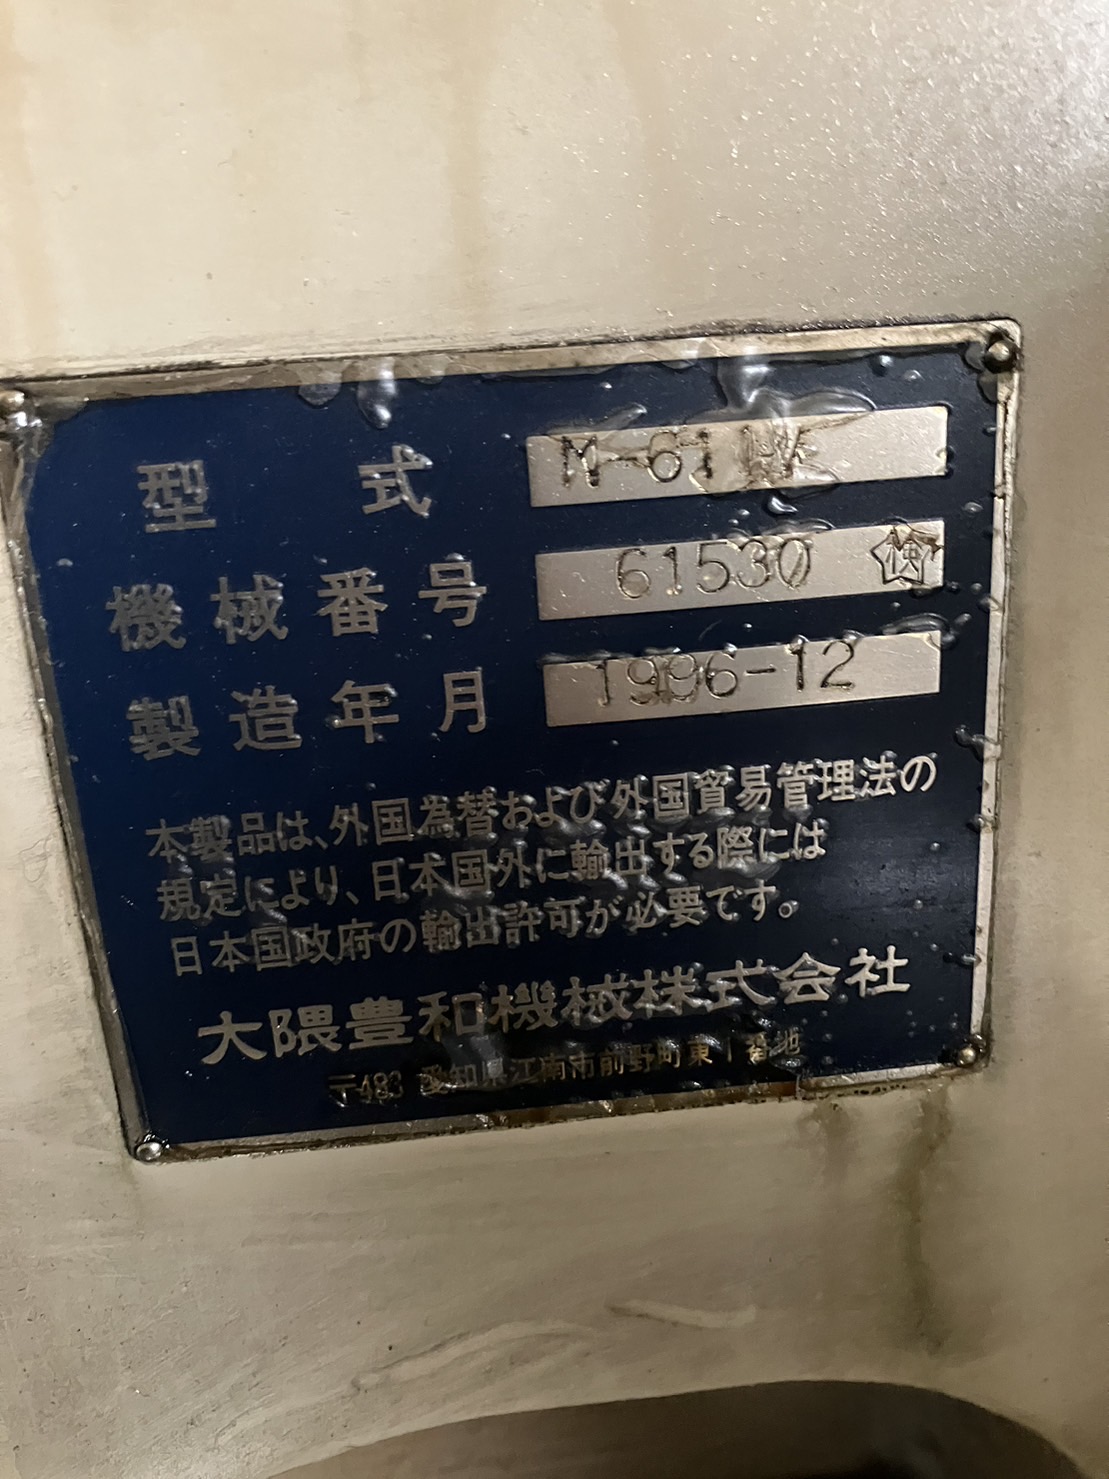 型式 M-611V
機械番号 61530 検
製造年月 1996-12
本製品は、外国為替および外国貿易管理法の
規定により、日本国外に輸出する際には
日本国政府の輸出許可が必要です。
大隈豊和機械株式会社
〒483 愛知県江南市前野町東1番地